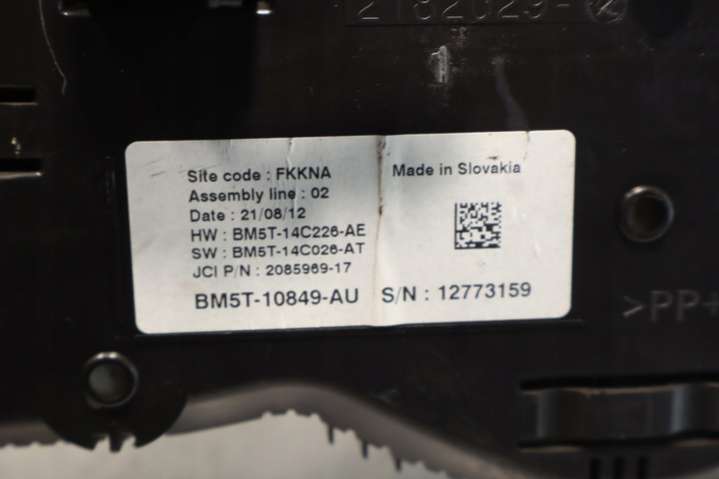 Site code : FKKNA
Assembly line : 02
Date : 21/08/12
HW : BM5T-14C226-AE
SW : BM5T-14C026-AT
JCI P/N : 2085969-17
BM5T-10849-AU
Made in Slovakia
S/N : 12773159
>PP+